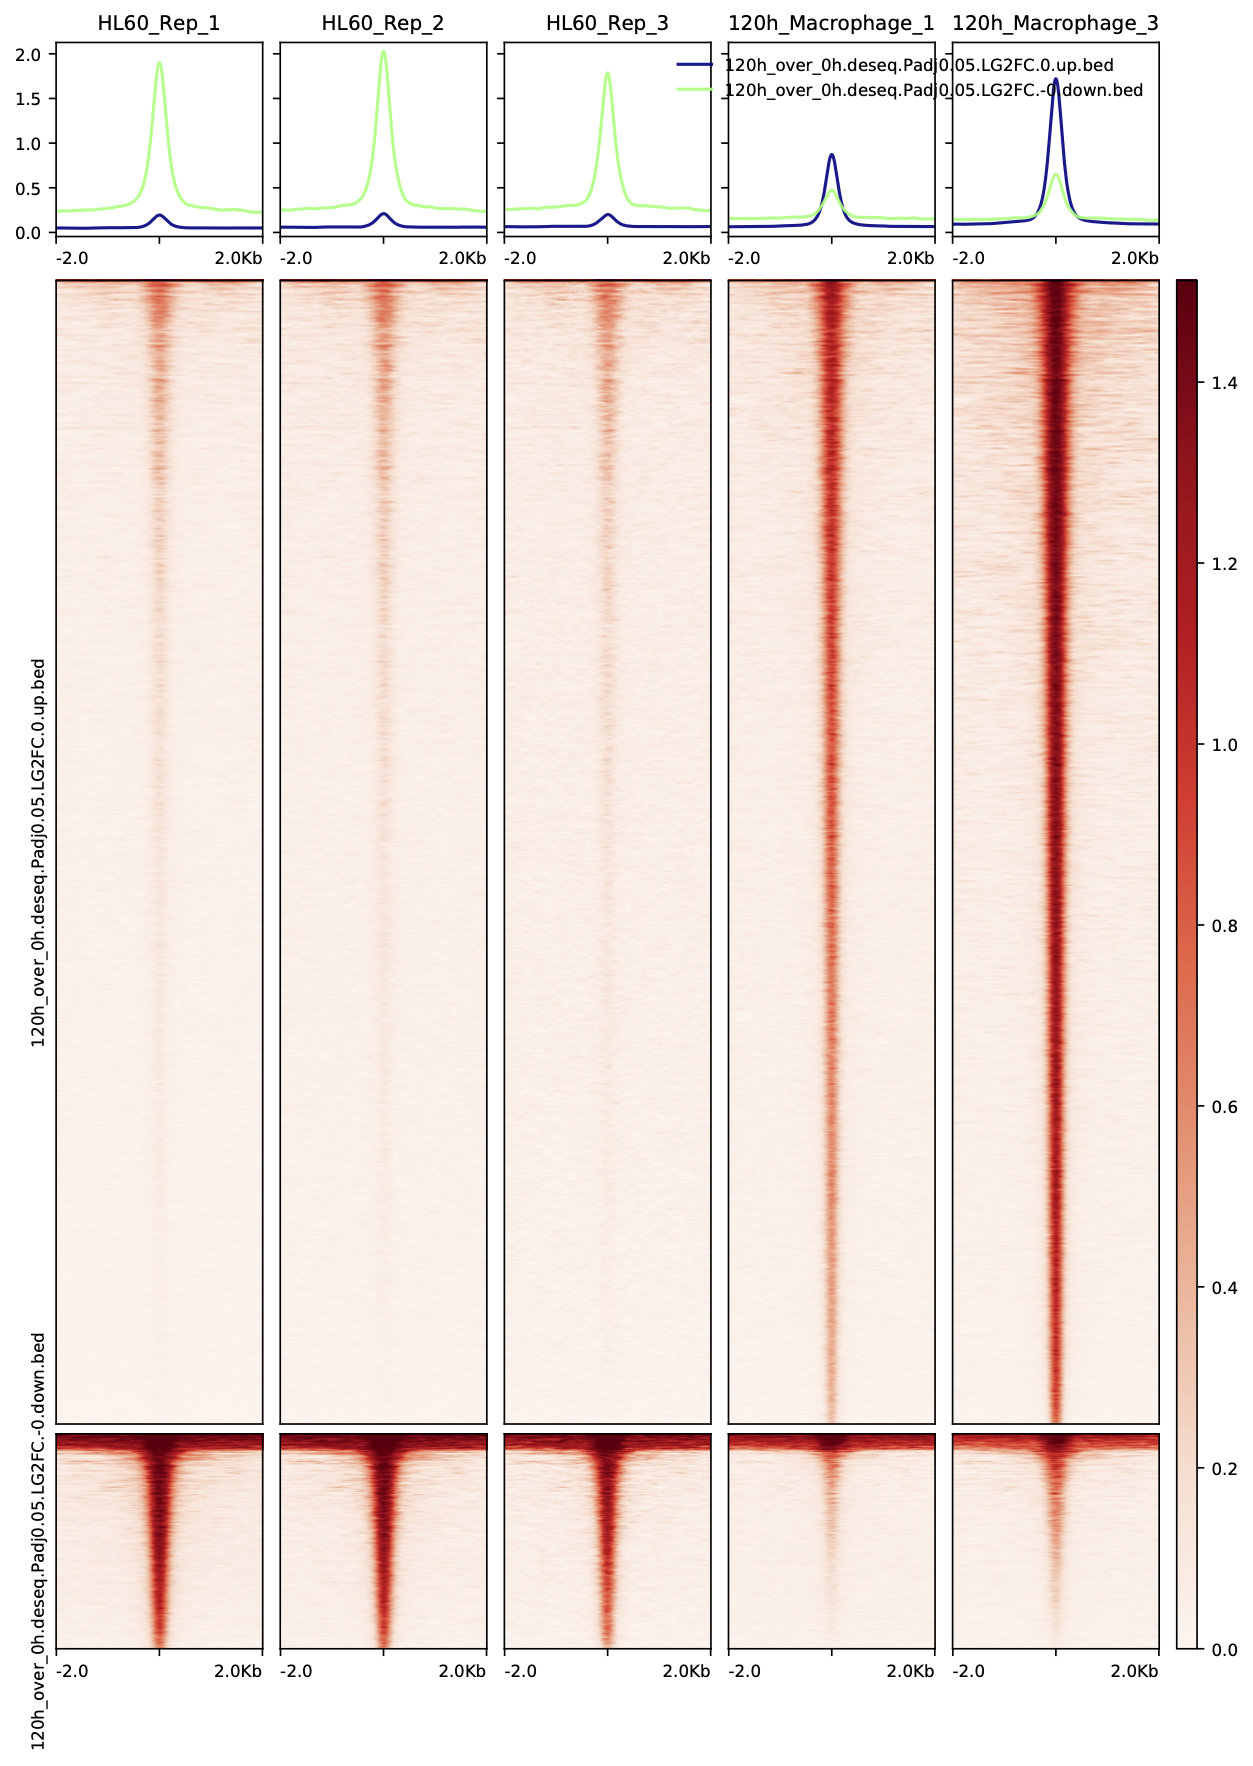 HL60_Rep_1
HL60_Rep_2
HL60_Rep_3
120h_Macrophage_1
120h_Macrophage_3
2.0
1.5
1.0
0.5
0.0
120h_over_0h.deseq.Padj0.05.LG2FC.0.up.bed
120h_over_0h.deseq.Padj0.05.LG2FC.-0.down.bed
-2.0 2.0Kb
-2.0 2.0Kb
-2.0 2.0Kb
-2.0 2.0Kb
-2.0 2.0Kb
120h_over_0h.deseq.Padj0.05.LG2FC.0.up.bed
120h_over_0h.deseq.Padj0.05.LG2FC.-0.down.bed
1.4
1.2
1.0
0.8
0.6
0.4
0.2
0.0
-2.0 2.0Kb
-2.0 2.0Kb
-2.0 2.0Kb
-2.0 2.0Kb
-2.0 2.0Kb